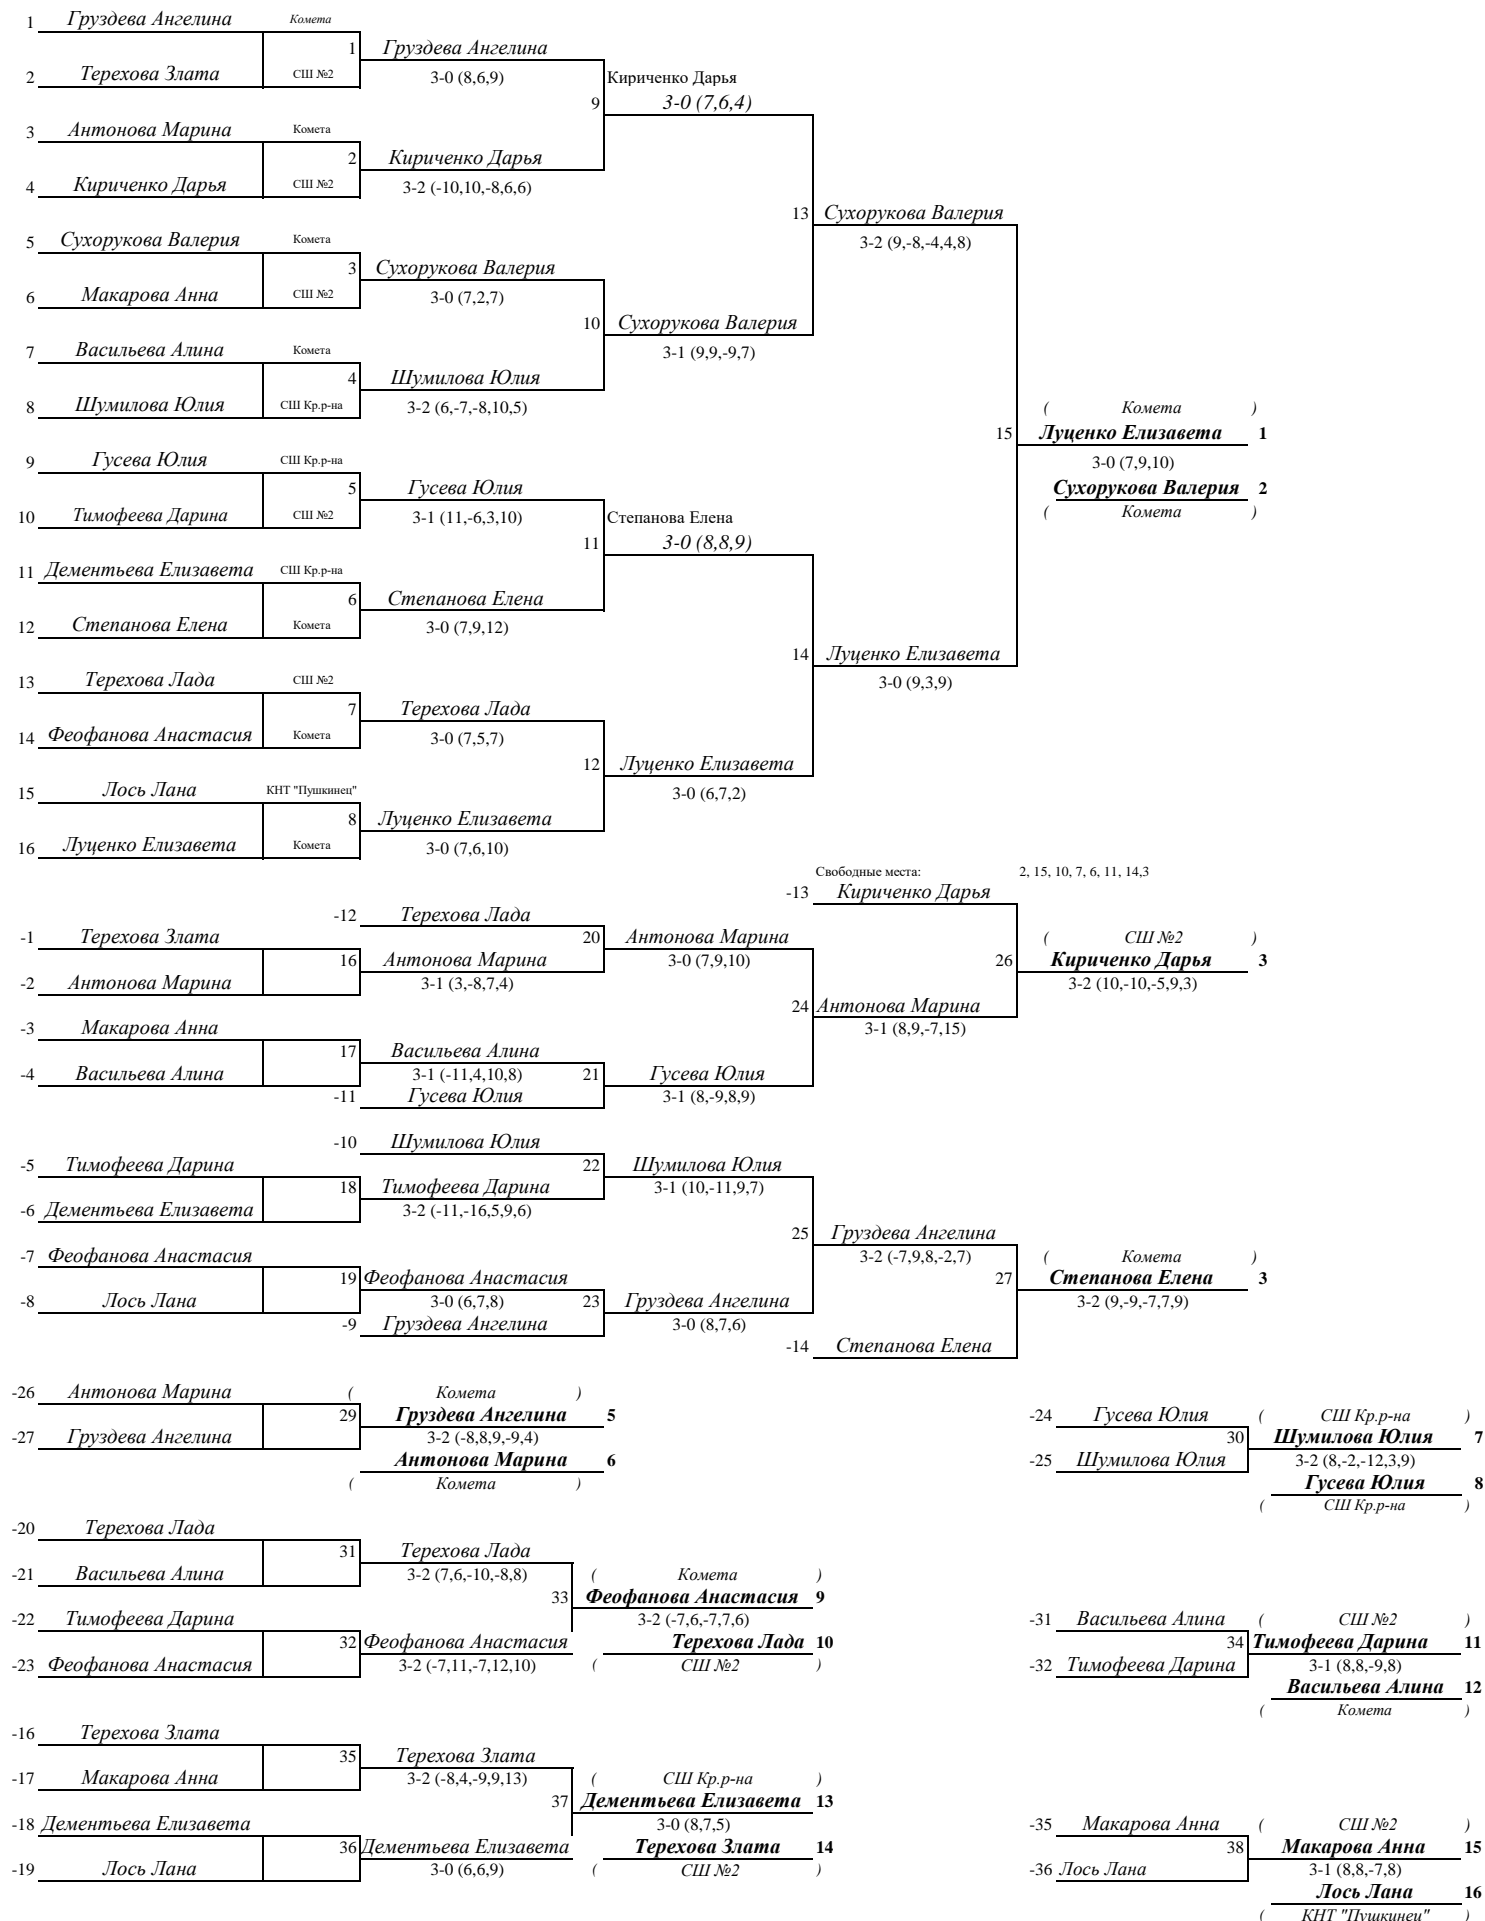 1 Груздева Ангелина Комета
1 Груздева Ангелина
2 Терехова Злата СШ №2 3-0 (8,6,9) Кириченко Дарья
9 3-0 (7,6,4)
3 Антонова Марина Комета
2 Кириченко Дарья
4 Кириченко Дарья СШ №2 3-2 (-10,10,-8,6,6)
13 Сухорукова Валерия
5 Сухорукова Валерия Комета 3-2 (9,-8,-4,4,8)
3 Сухорукова Валерия
6 Макарова Анна СШ №2 3-0 (7,2,7)
10 Сухорукова Валерия
7 Васильева Алина Комета 3-1 (9,9,-9,7)
4 Шумилова Юлия
8 Шумилова Юлия СШ Кр.р-на 3-2 (6,-7,-8,10,5) ( Комета )
15 Луценко Елизавета 1
9 Гусева Юлия СШ Кр.р-на 3-0 (7,9,10)
5 Гусева Юлия Сухорукова Валерия 2
10 Тимофеева Дарина СШ №2 3-1 (11,-6,3,10) Степанова Елена ( Комета )
11 3-0 (8,8,9)
11 Дементьева Елизавета СШ Кр.р-на
6 Степанова Елена
12 Степанова Елена Комета 3-0 (7,9,12)
14 Луценко Елизавета
13 Терехова Лада СШ №2 3-0 (9,3,9)
7 Терехова Лада
14 Феофанова Анастасия Комета 3-0 (7,5,7)
12 Луценко Елизавета
15 Лось Лана КНТ "Пушкинец" 3-0 (6,7,2)
8 Луценко Елизавета
16 Луценко Елизавета Комета 3-0 (7,6,10)
Свободные места: 2, 15, 10, 7, 6, 11, 14,3
-13 Кириченко Дарья
-12 Терехова Лада
-1 Терехова Злата 20 Антонова Марина ( СШ №2 )
16 Антонова Марина 3-0 (7,9,10) 26 Кириченко Дарья 3
-2 Антонова Марина 3-1 (3,-8,7,4) 3-2 (10,-10,-5,9,3)
24 Антонова Марина
-3 Макарова Анна 3-1 (8,9,-7,15)
17 Васильева Алина
-4 Васильева Алина 3-1 (-11,4,10,8) 21 Гусева Юлия
-11 Гусева Юлия 3-1 (8,-9,8,9)
-10 Шумилова Юлия
-5 Тимофеева Дарина 22 Шумилова Юлия
18 Тимофеева Дарина 3-1 (10,-11,9,7)
-6 Дементьева Елизавета 3-2 (-11,-16,5,9,6)
25 Груздева Ангелина
-7 Феофанова Анастасия 3-2 (-7,9,8,-2,7) ( Комета )
19 Феофанова Анастасия 27 Степанова Елена 3
-8 Лось Лана 3-0 (6,7,8) 23 Груздева Ангелина 3-2 (9,-9,-7,7,9)
-9 Груздева Ангелина 3-0 (8,7,6)
-14 Степанова Елена
-26 Антонова Марина ( Комета )
29 Груздева Ангелина 5 -24 Гусева Юлия ( СШ Кр.р-на )
-27 Груздева Ангелина 3-2 (-8,8,9,-9,4) 30 Шумилова Юлия 7
Антонова Марина 6 -25 Шумилова Юлия 3-2 (8,-2,-12,3,9)
( Комета ) Гусева Юлия 8
( СШ Кр.р-на )
-20 Терехова Лада
31 Терехова Лада
-21 Васильева Алина 3-2 (7,6,-10,-8,8) ( Комета )
33 Феофанова Анастасия 9
-22 Тимофеева Дарина 3-2 (-7,6,-7,7,6) -31 Васильева Алина ( СШ №2 )
32 Феофанова Анастасия Терехова Лада 10 34 Тимофеева Дарина 11
-23 Феофанова Анастасия 3-2 (-7,11,-7,12,10) ( СШ №2 ) -32 Тимофеева Дарина 3-1 (8,8,-9,8)
Васильева Алина 12
( Комета )
-16 Терехова Злата
35 Терехова Злата
-17 Макарова Анна 3-2 (-8,4,-9,9,13) ( СШ Кр.р-на )
37 Дементьева Елизавета 13
-18 Дементьева Елизавета 3-0 (8,7,5) -35 Макарова Анна ( СШ №2 )
36 Дементьева Елизавета Терехова Злата 14 38 Макарова Анна 15
-19 Лось Лана 3-0 (6,6,9) ( СШ №2 ) -36 Лось Лана 3-1 (8,8,-7,8)
Лось Лана 16
( КНТ "Пушкинец" )